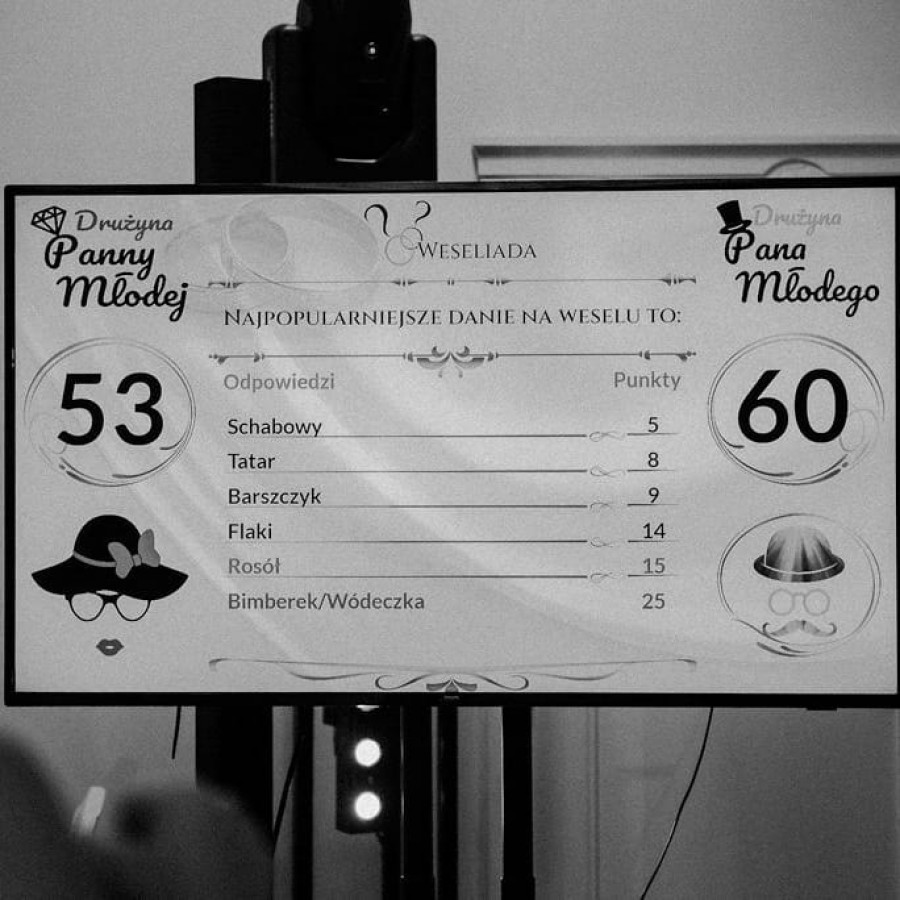 Drużyna
Panny
Młodej
53
Weseliada
Najpopularniejsze danie na weselu to:
Odpowiedzi Punkty
Schabowy 5
Tatar 8
Barszczyk 9
Flaki 14
Rosół 15
Bimberek/Wódeczka 25
Drużyna
Pana
Młodego
60